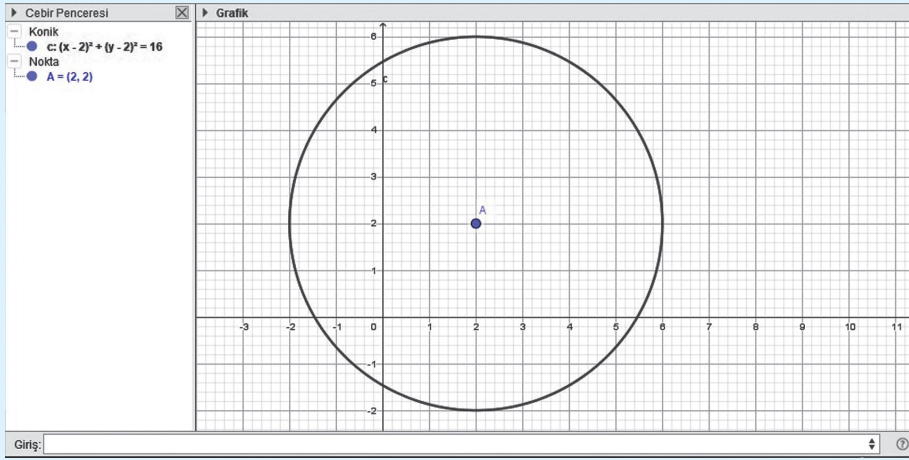 Cebir Penceresi
Konik
c: (x - 2)² + (y - 2)² = 16
Nokta
A = (2, 2)
Grafik
6
5
c
4
3
A
2
1
-3 -2 -1 0 1 2 3 4 5 6 7 8 9 10 11
-1
-2
Giriş: